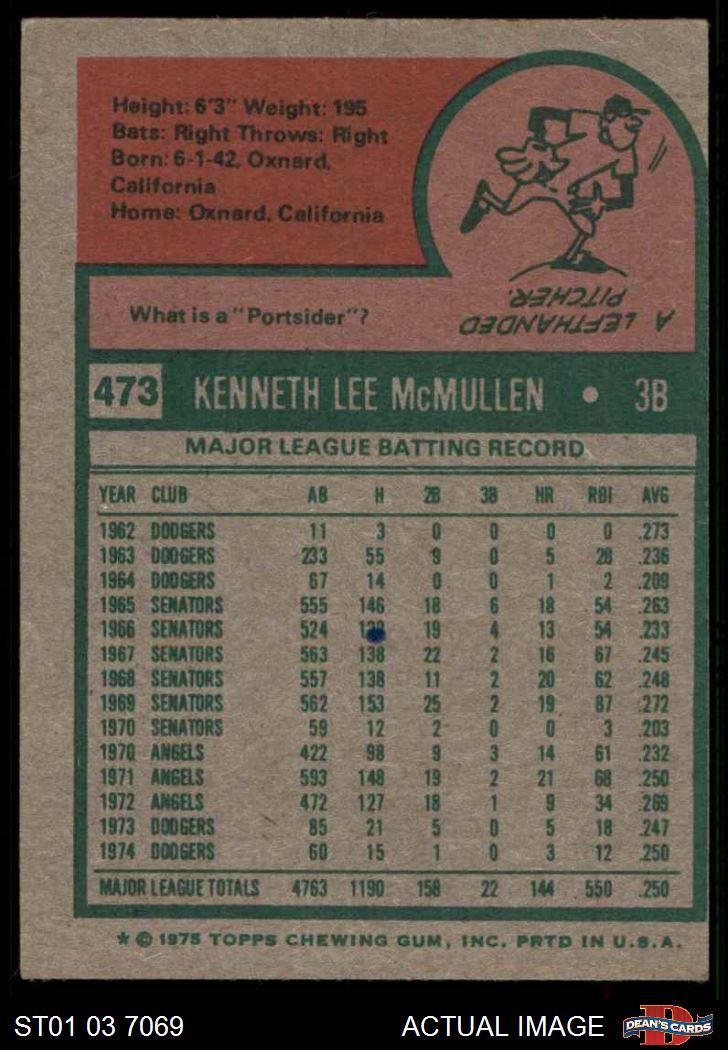 Height: 6'3" Weight: 195
Bats: Right Throws: Right
Born: 6-1-42, Oxnard,
California
Home: Oxnard, California
What is a "Portsider"?
A LEFTHANDED
PITCHER.
473 KENNETH LEE McMULLEN • 3B
MAJOR LEAGUE BATTING RECORD
YEAR CLUB AB H 2B 3B HR RBI AVG
1962 DODGERS 11 3 0 0 0 0 .273
1963 DODGERS 233 55 9 0 5 28 .236
1964 DODGERS 67 14 0 0 1 2 .209
1965 SENATORS 555 146 18 6 18 54 .263
1966 SENATORS 524 19 4 13 54 .233
1967 SENATORS 563 138 22 2 16 67 .245
1968 SENATORS 557 138 11 2 20 62 .248
1969 SENATORS 562 153 25 2 19 87 .272
1970 SENATORS 59 12 2 0 0 3 .203
1970 ANGELS 422 98 9 3 14 61 .232
1971 ANGELS 593 148 19 2 21 68 .250
1972 ANGELS 472 127 18 1 9 34 .269
1973 DODGERS 85 21 5 0 5 18 .247
1974 DODGERS 60 15 1 0 3 12 .250
MAJOR LEAGUE TOTALS 4763 1190 158 22 144 550 .250
★ © 1975 TOPPS CHEWING GUM, INC. PRTD IN U.S.A.
ST01 03 7069 ACTUAL IMAGE
D
DEAN'S CARDS